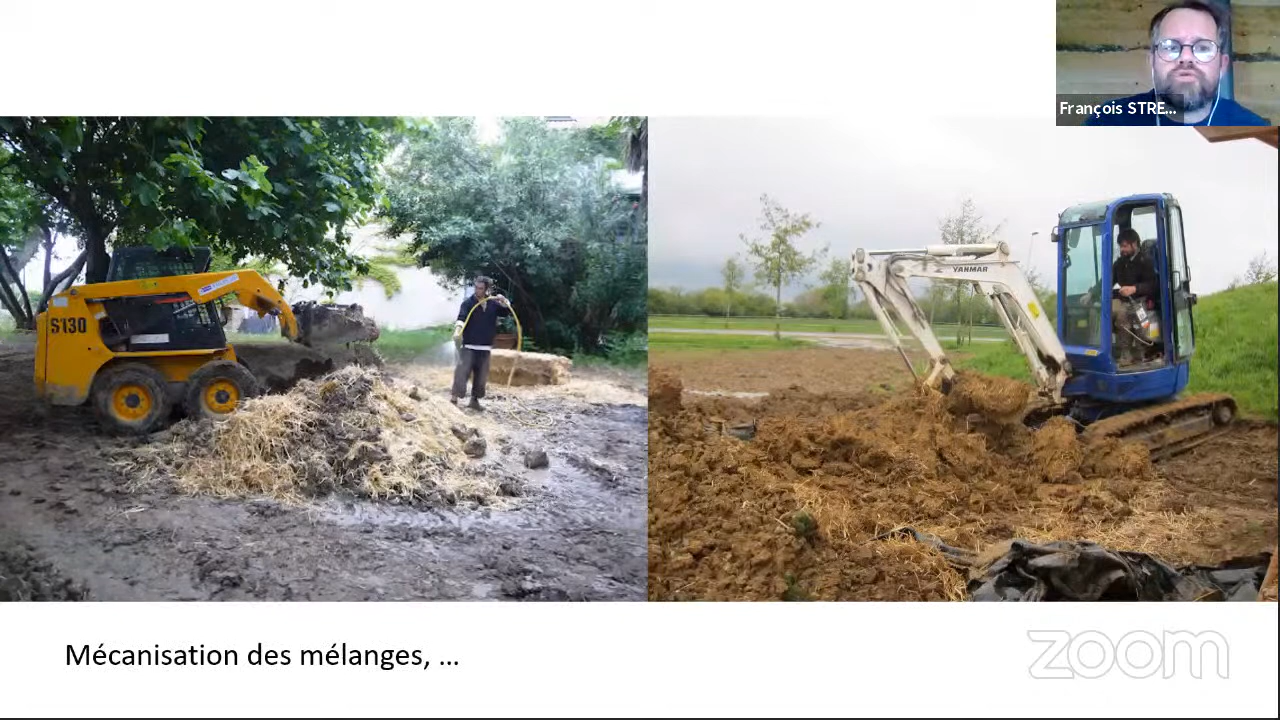 François STRE...
S130
YANMAR
Mécanisation des mélanges, ...
zoom